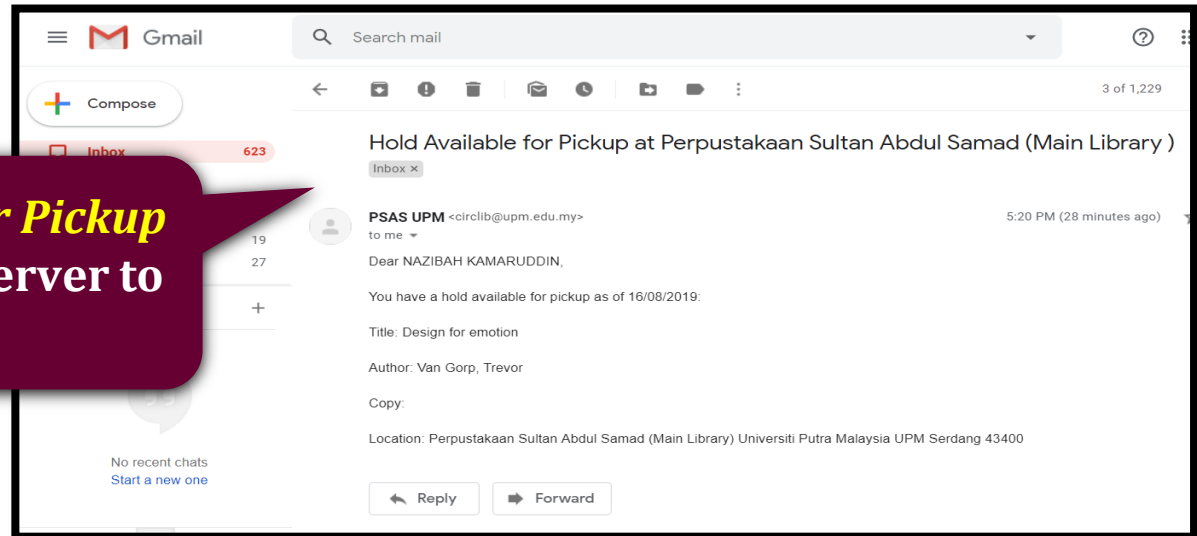 Gmail
Search mail
Compose
3 of 1,229
Inbox 623
Hold Available for Pickup at Perpustakaan Sultan Abdul Samad (Main Library )
Inbox ×
r Pickup
erver to
19
27
PSAS UPM <circlib@upm.edu.my>
5:20 PM (28 minutes ago)
to me
Dear NAZIBAH KAMARUDDIN,
You have a hold available for pickup as of 16/08/2019:
Title: Design for emotion
Author: Van Gorp, Trevor
Copy:
Location: Perpustakaan Sultan Abdul Samad (Main Library) Universiti Putra Malaysia UPM Serdang 43400
No recent chats
Start a new one
Reply
Forward